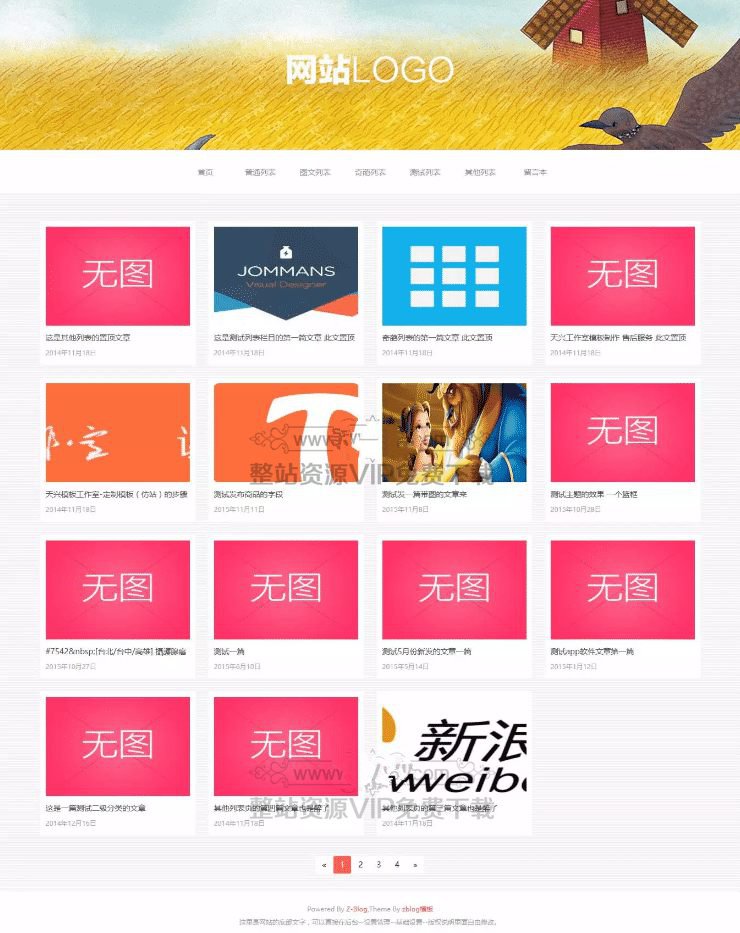 网站LOGO
首页 普通列表 图文列表 奇葩列表 测试列表 其他列表 留言本
无图
JOMMANS
Visual Designer
无图
这是其他列表的置顶文章
2014年11月18日
这是测试列表栏目的第一篇文章 此文置顶
2014年11月18日
奇葩列表的第一篇文章 此文置顶
2014年11月18日
天兴工作室模板制作 售后服务 此文置顶
2014年11月18日
无图
整站资源VIP免费下载
天兴模板工作室-定制模板（仿站）的步骤
2014年11月18日
测试发布商品的字段
2015年11月11日
测试发一篇带图的文章来
2015年11月8日
测试主题的效果 一个篮框
2015年10月28日
无图
无图
无图
无图
#7542&nbsp;[台北/台中/高雄]
2015年10月27日
测试一篇
2015年6月10日
测试5月份新发的文章一篇
2015年5月14日
测试app软件文章第一篇
2015年1月12日
无图
无图
新浪
weibo
整站资源VIP免费下载
这是一篇测试二级分类的文章
2014年12月16日
其他列表页的第四篇文章也是醉了
2014年11月18日
其他列表页的第三篇文章也是醉了
2014年11月18日
« 1 2 3 4 »
Powered By Z-Blog,Theme By zblog模板